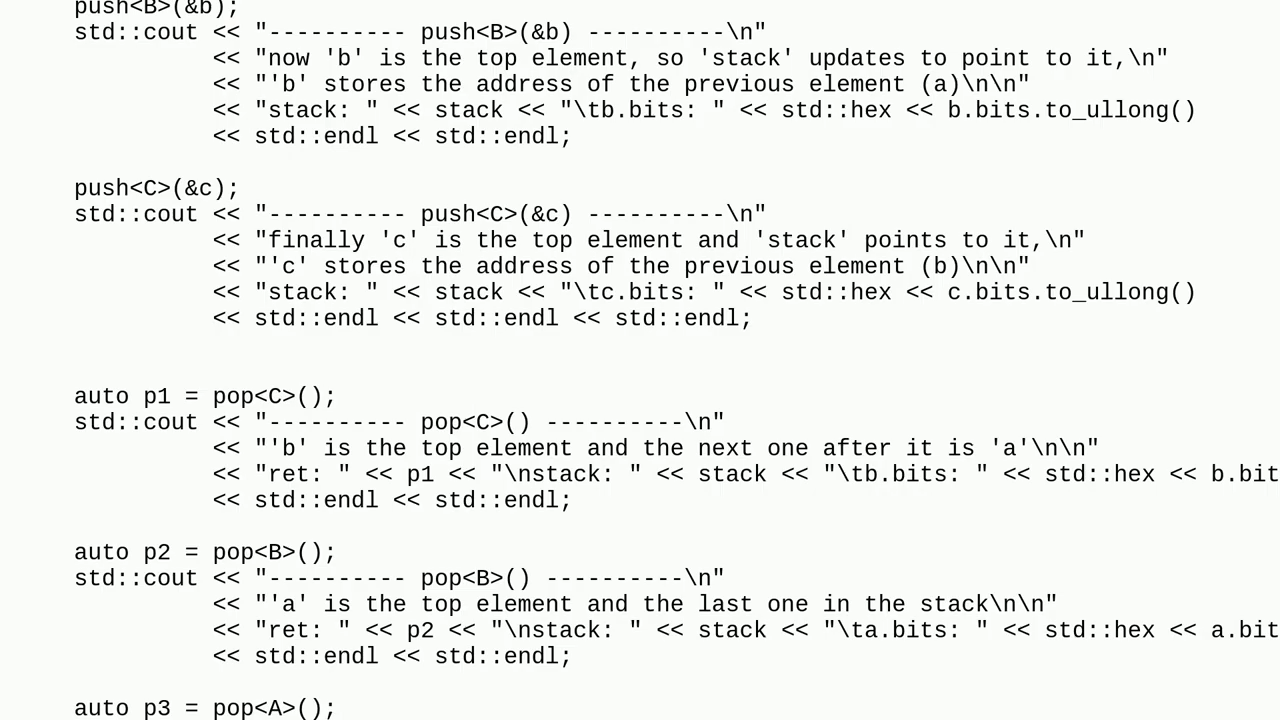 push<B>(&b);
std::cout << "---------- push<B>(&b) ----------\n"
<< "now 'b' is the top element, so 'stack' updates to point to it,\n"
<< "'b' stores the address of the previous element (a)\n\n"
<< "stack: " << stack << "\tb.bits: " << std::hex << b.bits.to_ullong()
<< std::endl << std::endl;
push<C>(&c);
std::cout << "---------- push<C>(&c) ----------\n"
<< "finally 'c' is the top element and 'stack' points to it,\n"
<< "'c' stores the address of the previous element (b)\n\n"
<< "stack: " << stack << "\tc.bits: " << std::hex << c.bits.to_ullong()
<< std::endl << std::endl << std::endl;
auto p1 = pop<C>();
std::cout << "---------- pop<C>() ----------\n"
<< "'b' is the top element and the next one after it is 'a'\n\n"
<< "ret: " << p1 << "\nstack: " << stack << "\tb.bits: " << std::hex << b.bit
<< std::endl << std::endl;
auto p2 = pop<B>();
std::cout << "---------- pop<B>() ----------\n"
<< "'a' is the top element and the last one in the stack\n\n"
<< "ret: " << p2 << "\nstack: " << stack << "\ta.bits: " << std::hex << a.bit
<< std::endl << std::endl;
auto p3 = pop<A>();